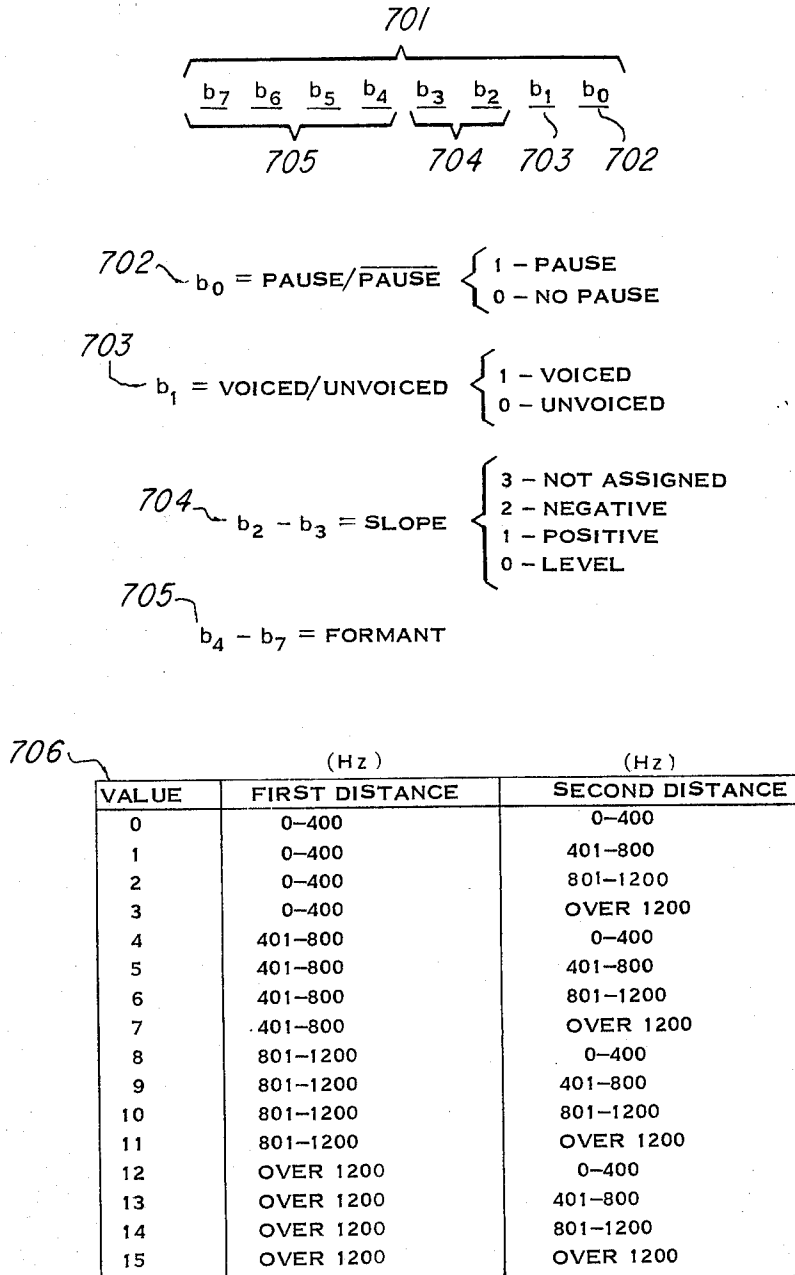 701
b7 b6 b5 b4 b3 b2 b1 b0
705 704 703 702
702 b0 = PAUSE/PAUSE { 1 – PAUSE
0 – NO PAUSE
703 b1 = VOICED/UNVOICED { 1 – VOICED
0 – UNVOICED
704 b2 – b3 = SLOPE { 3 – NOT ASSIGNED
2 – NEGATIVE
1 – POSITIVE
0 – LEVEL
705 b4 – b7 = FORMANT
706 (Hz) (Hz)
VALUE FIRST DISTANCE SECOND DISTANCE
0 0–400 0–400
1 0–400 401–800
2 0–400 801–1200
3 0–400 OVER 1200
4 401–800 0–400
5 401–800 401–800
6 401–800 801–1200
7 401–800 OVER 1200
8 801–1200 0–400
9 801–1200 401–800
10 801–1200 801–1200
11 801–1200 OVER 1200
12 OVER 1200 0–400
13 OVER 1200 401–800
14 OVER 1200 801–1200
15 OVER 1200 OVER 1200